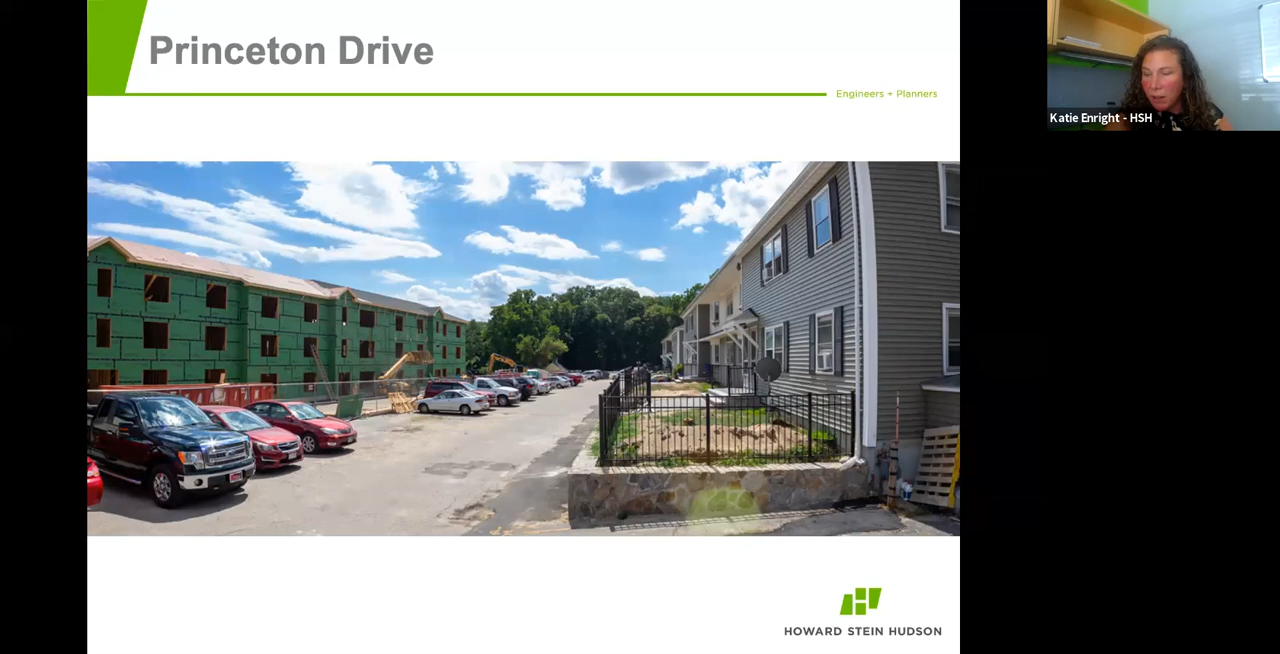 Princeton Drive
Engineers + Planners
Katie Enright - HSH
HOWARD STEIN HUDSON